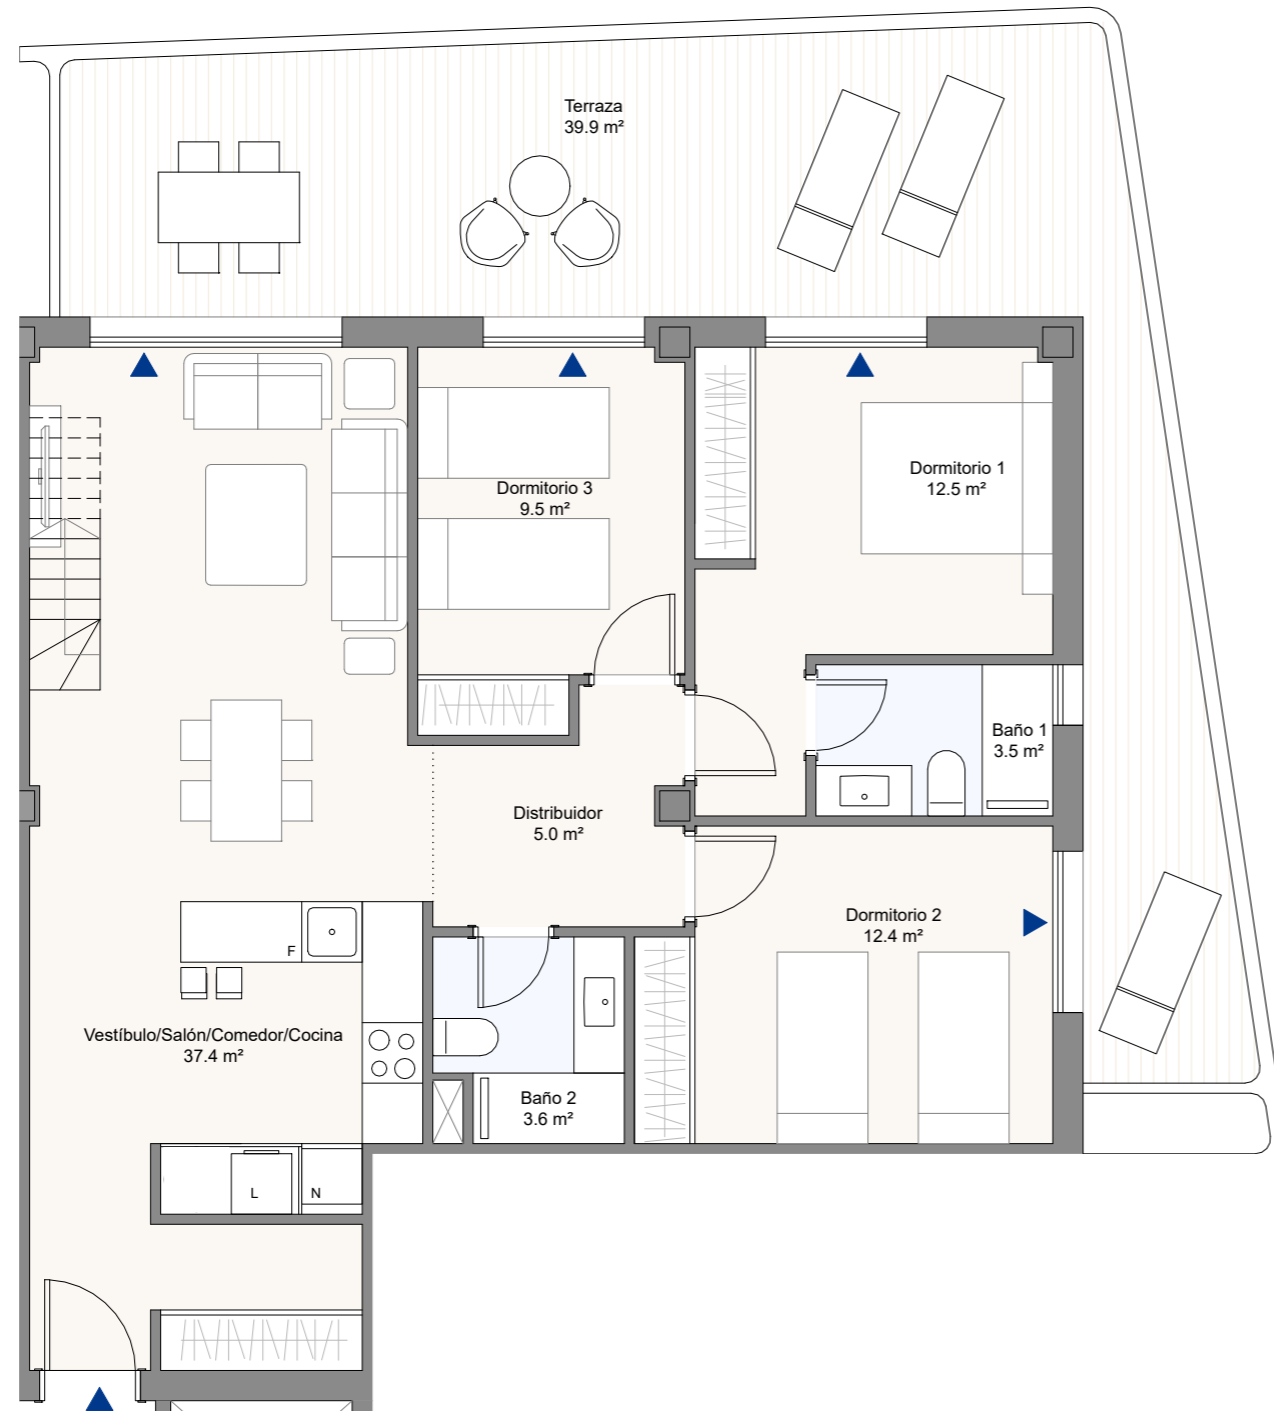 Terraza
39.9 m²
Dormitorio 3
9.5 m²
Dormitorio 1
12.5 m²
Baño 1
3.5 m²
Distribuidor
5.0 m²
Dormitorio 2
12.4 m²
F
Vestíbulo/Salón/Comedor/Cocina
37.4 m²
Baño 2
3.6 m²
L
N